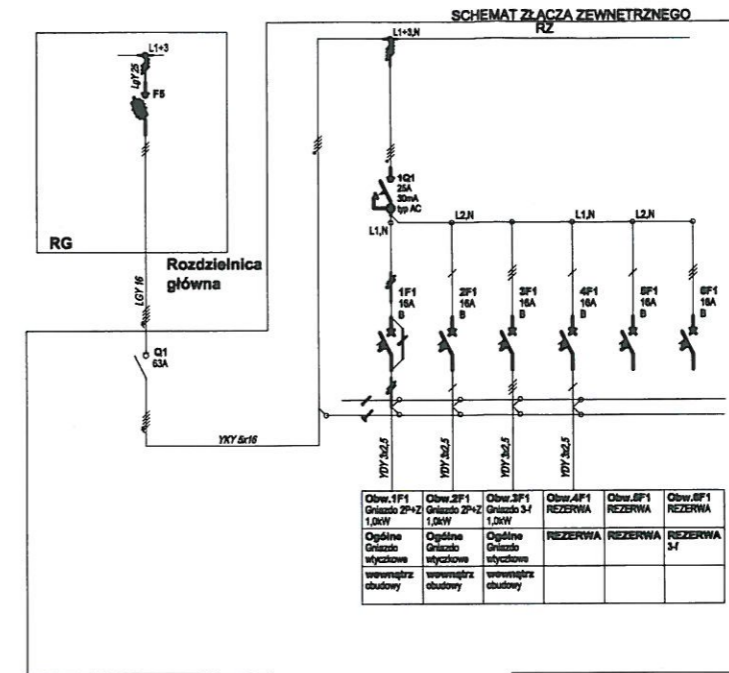 SCHEMAT ZŁĄCZA ZEWNĘTRZNEGO
RZ
L1+3
LgY 25
F5
RG
Rozdzielnica
główna
LGY 16
Q1
63A
YKY 5x16
L1+3,N
1Q1
25A
30mA
typ AC
L1,N
L2,N
L1,N
L2,N
1F1
16A
B
2F1
16A
B
3F1
16A
B
4F1
16A
B
5F1
16A
B
6F1
16A
B
YDY 3x2,5
YDY 3x2,5
YDY 3x2,5
YDY 3x2,5
Obw.1F1
Gniazdo 2P+Z
1,0kW
Obw.2F1
Gniazdo 2P+Z
1,0kW
Obw.3F1
Gniazdo 3-f
1,0kW
Obw.4F1
REZERWA
Obw.5F1
REZERWA
Obw.6F1
REZERWA
Ogólne
Gniazdo
wtyczkowe
Ogólne
Gniazdo
wtyczkowe
Ogólne
Gniazdo
wtyczkowe
REZERWA
REZERWA
REZERWA
3-f
wewnątrz
obudowy
wewnątrz
obudowy
wewnątrz
obudowy